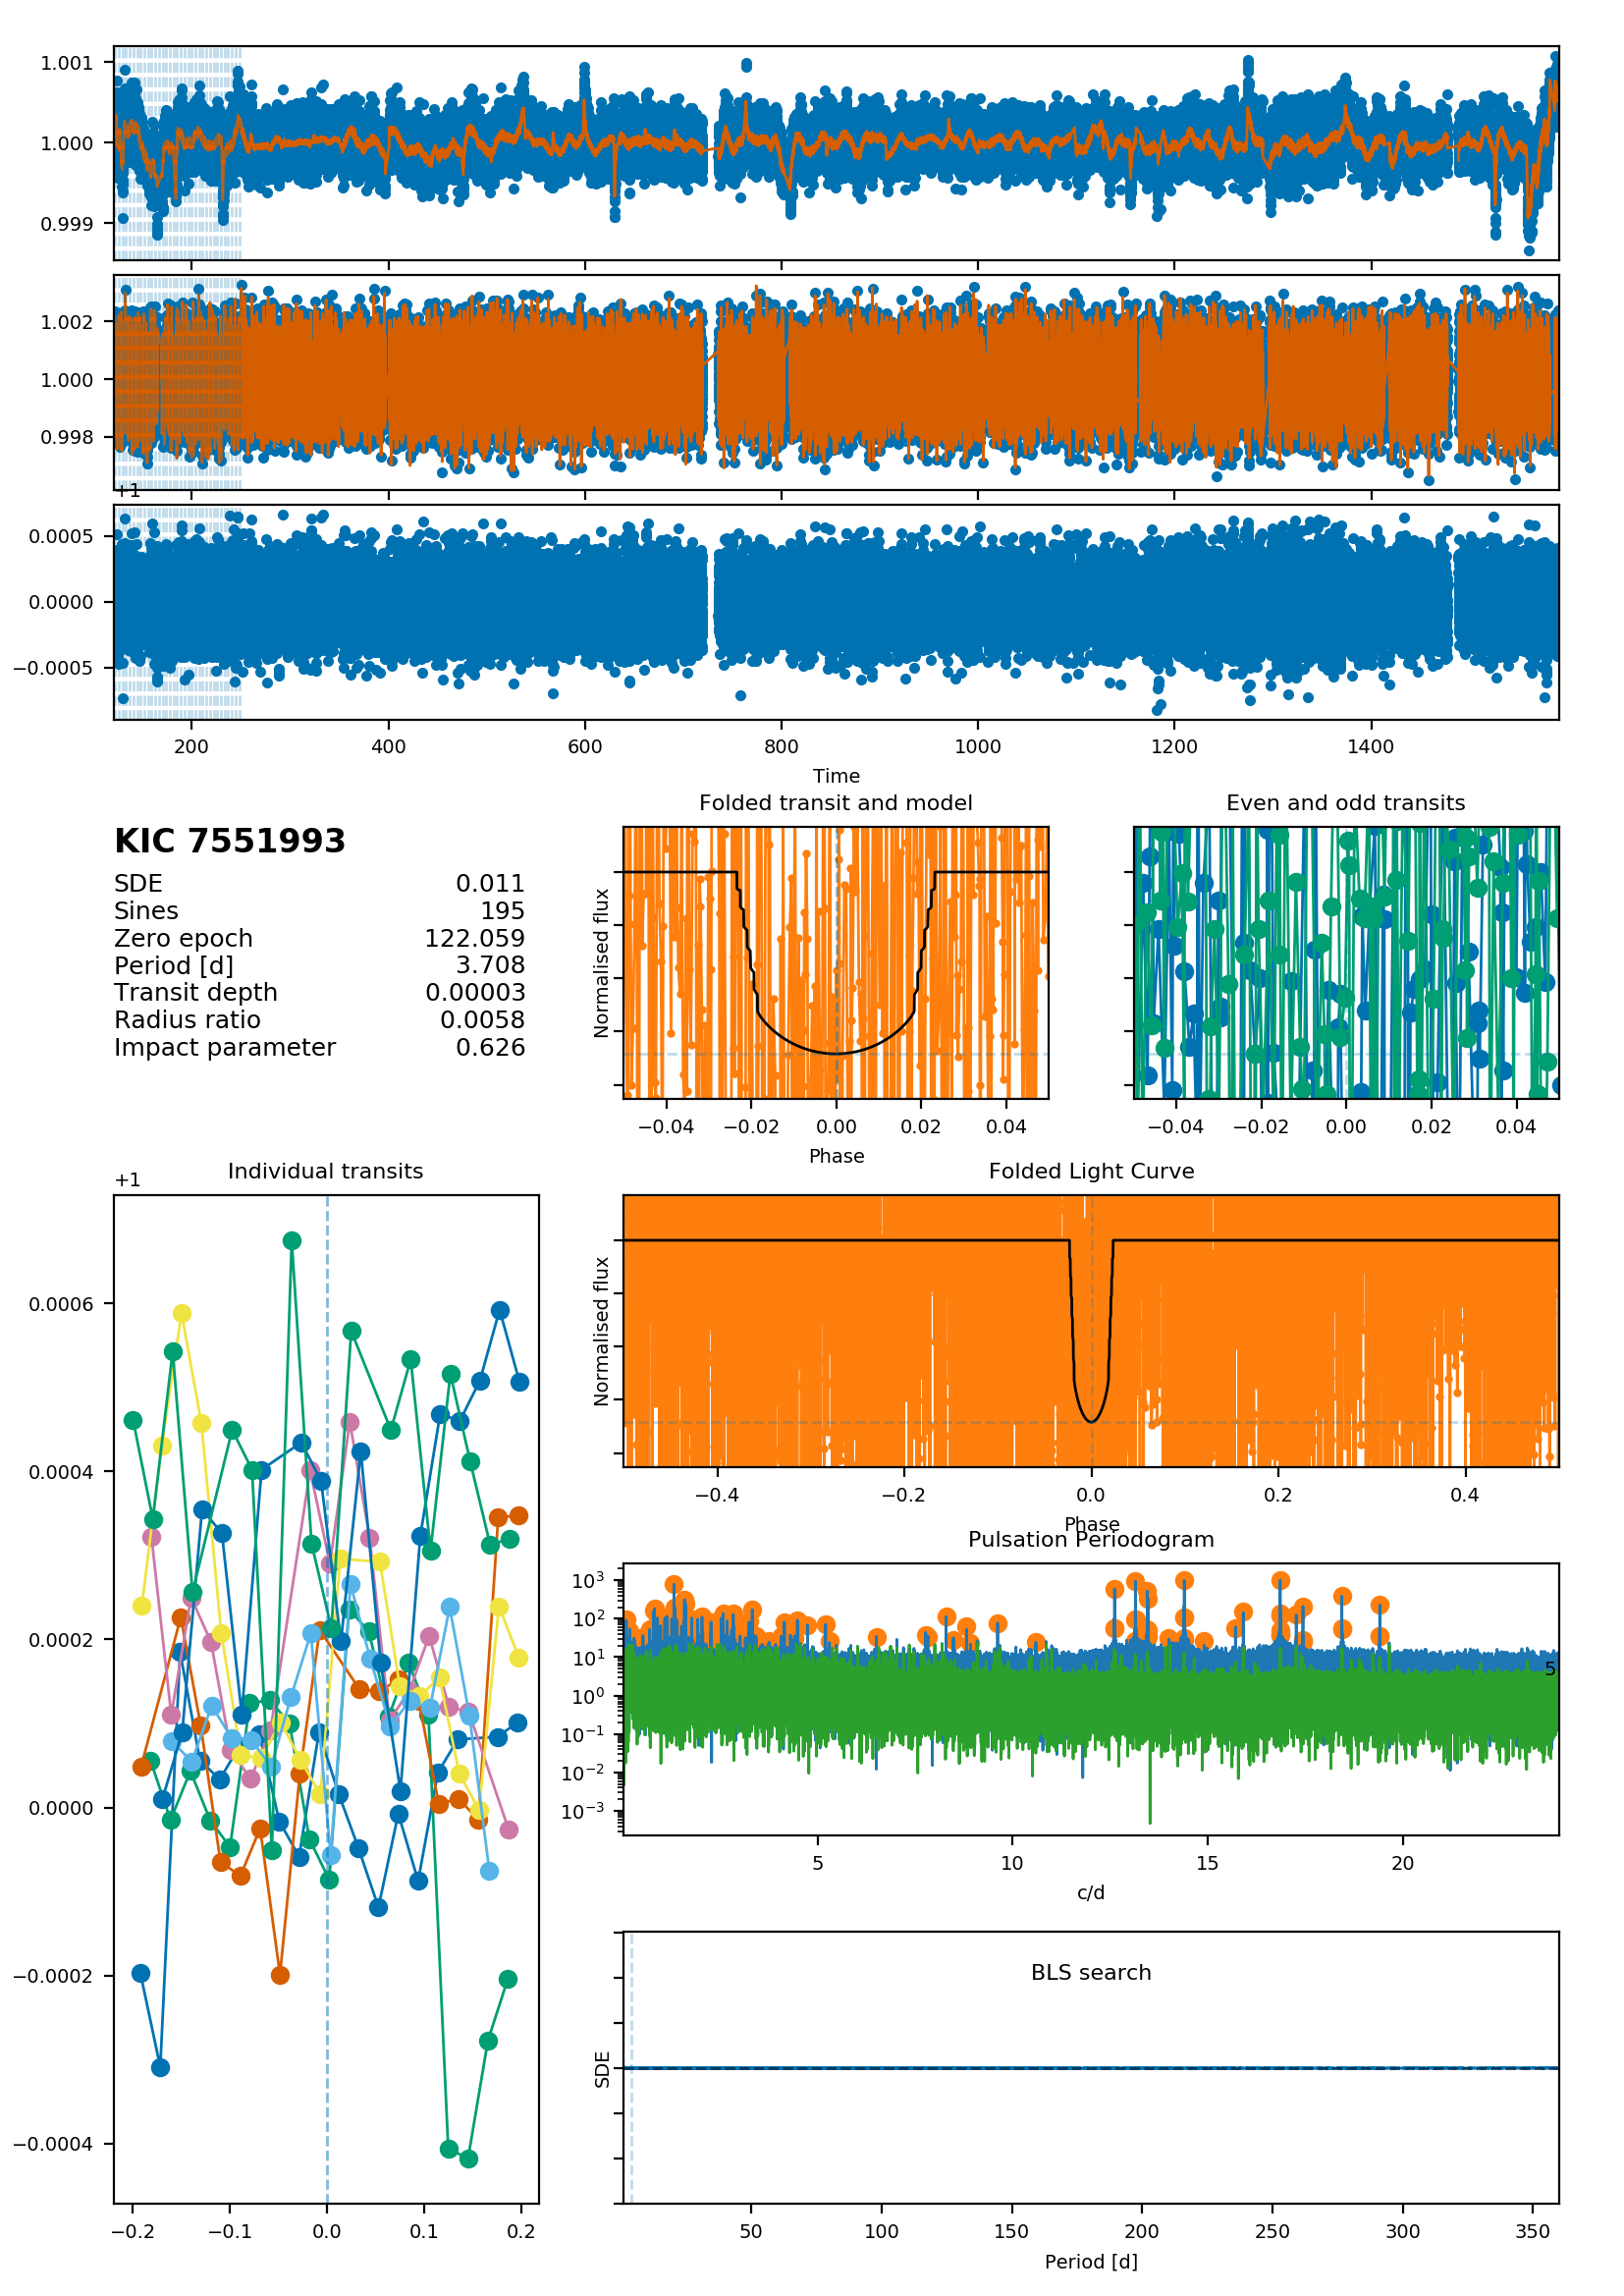 1.001
1.000
0.999
1.002
1.000
0.998
+1
0.0005
0.0000
−0.0005
200 400 600 800 1000 1200 1400
Time
KIC 7551993
SDE 0.011
Sines 195
Zero epoch 122.059
Period [d] 3.708
Transit depth 0.00003
Radius ratio 0.0058
Impact parameter 0.626
Folded transit and model
Normalised flux
−0.04 −0.02 0.00 0.02 0.04
Phase
Even and odd transits
−0.04 −0.02 0.00 0.02 0.04
Individual transits
+1
0.0006
0.0004
0.0002
0.0000
−0.0002
−0.0004
−0.2 −0.1 0.0 0.1 0.2
Folded Light Curve
Normalised flux
−0.4 −0.2 0.0 0.2 0.4
Phase
Pulsation Periodogram
10³
10²
10¹
10⁰
10⁻¹
10⁻²
10⁻³
5
5 10 15 20
c/d
BLS search
SDE
50 100 150 200 250 300 350
Period [d]